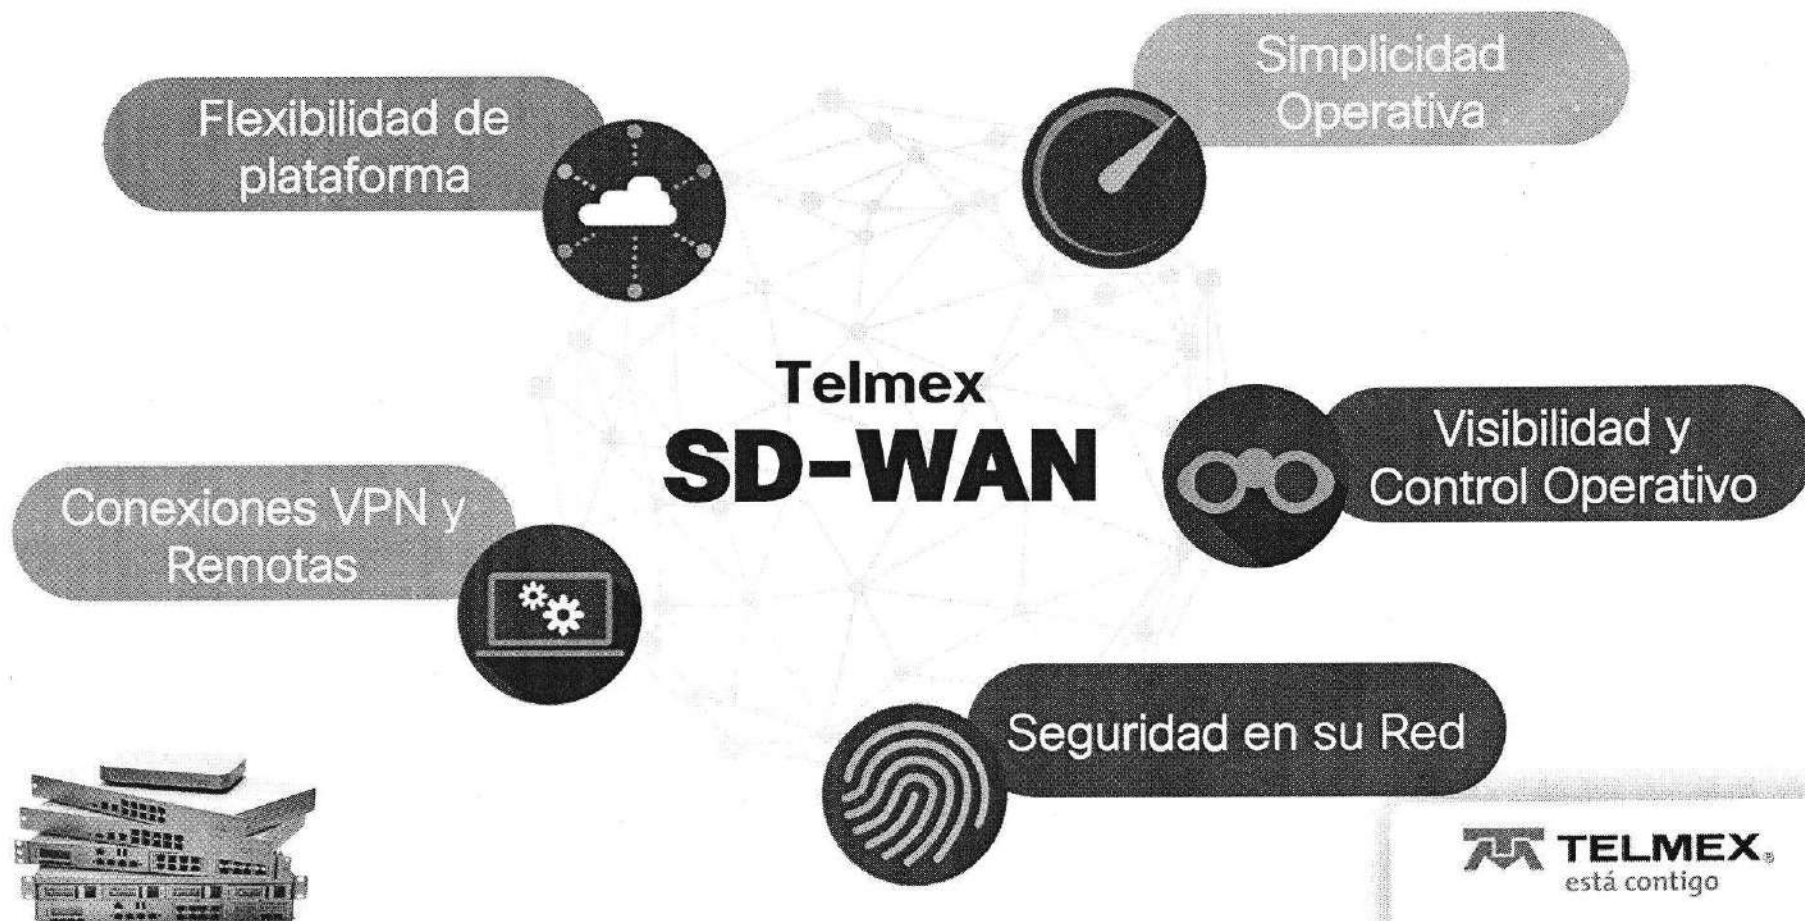 Flexibilidad de
plataforma
Simplicidad
Operativa
Telmex
SD-WAN
Visibilidad y
Control Operativo
Conexiones VPN y
Remotas
Seguridad en su Red
TELMEX®
está contigo